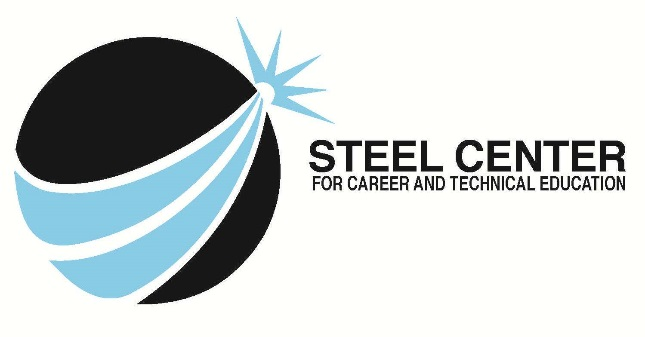 STEEL CENTER
FOR CAREER AND TECHNICAL EDUCATION